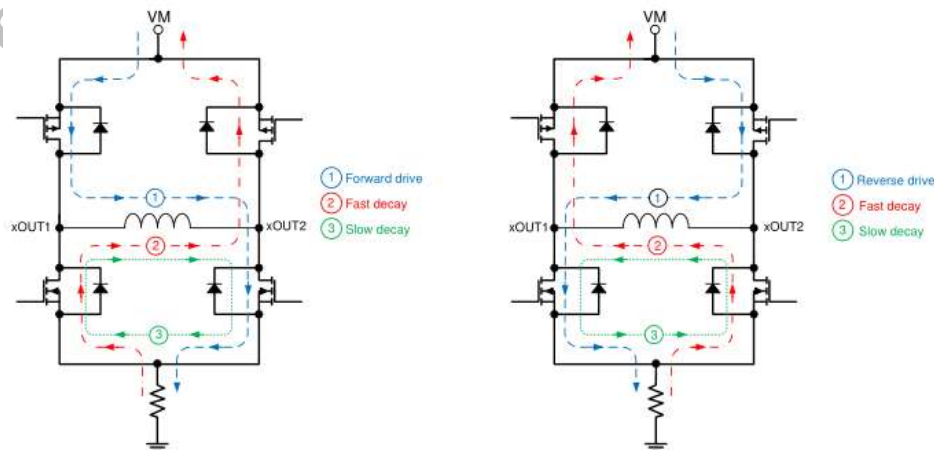 VM
1
1 Forward drive
2 Fast decay
3 Slow decay
xOUT1
xOUT2
2
3
VM
1
1 Reverse drive
2 Fast decay
3 Slow decay
xOUT1
xOUT2
2
3